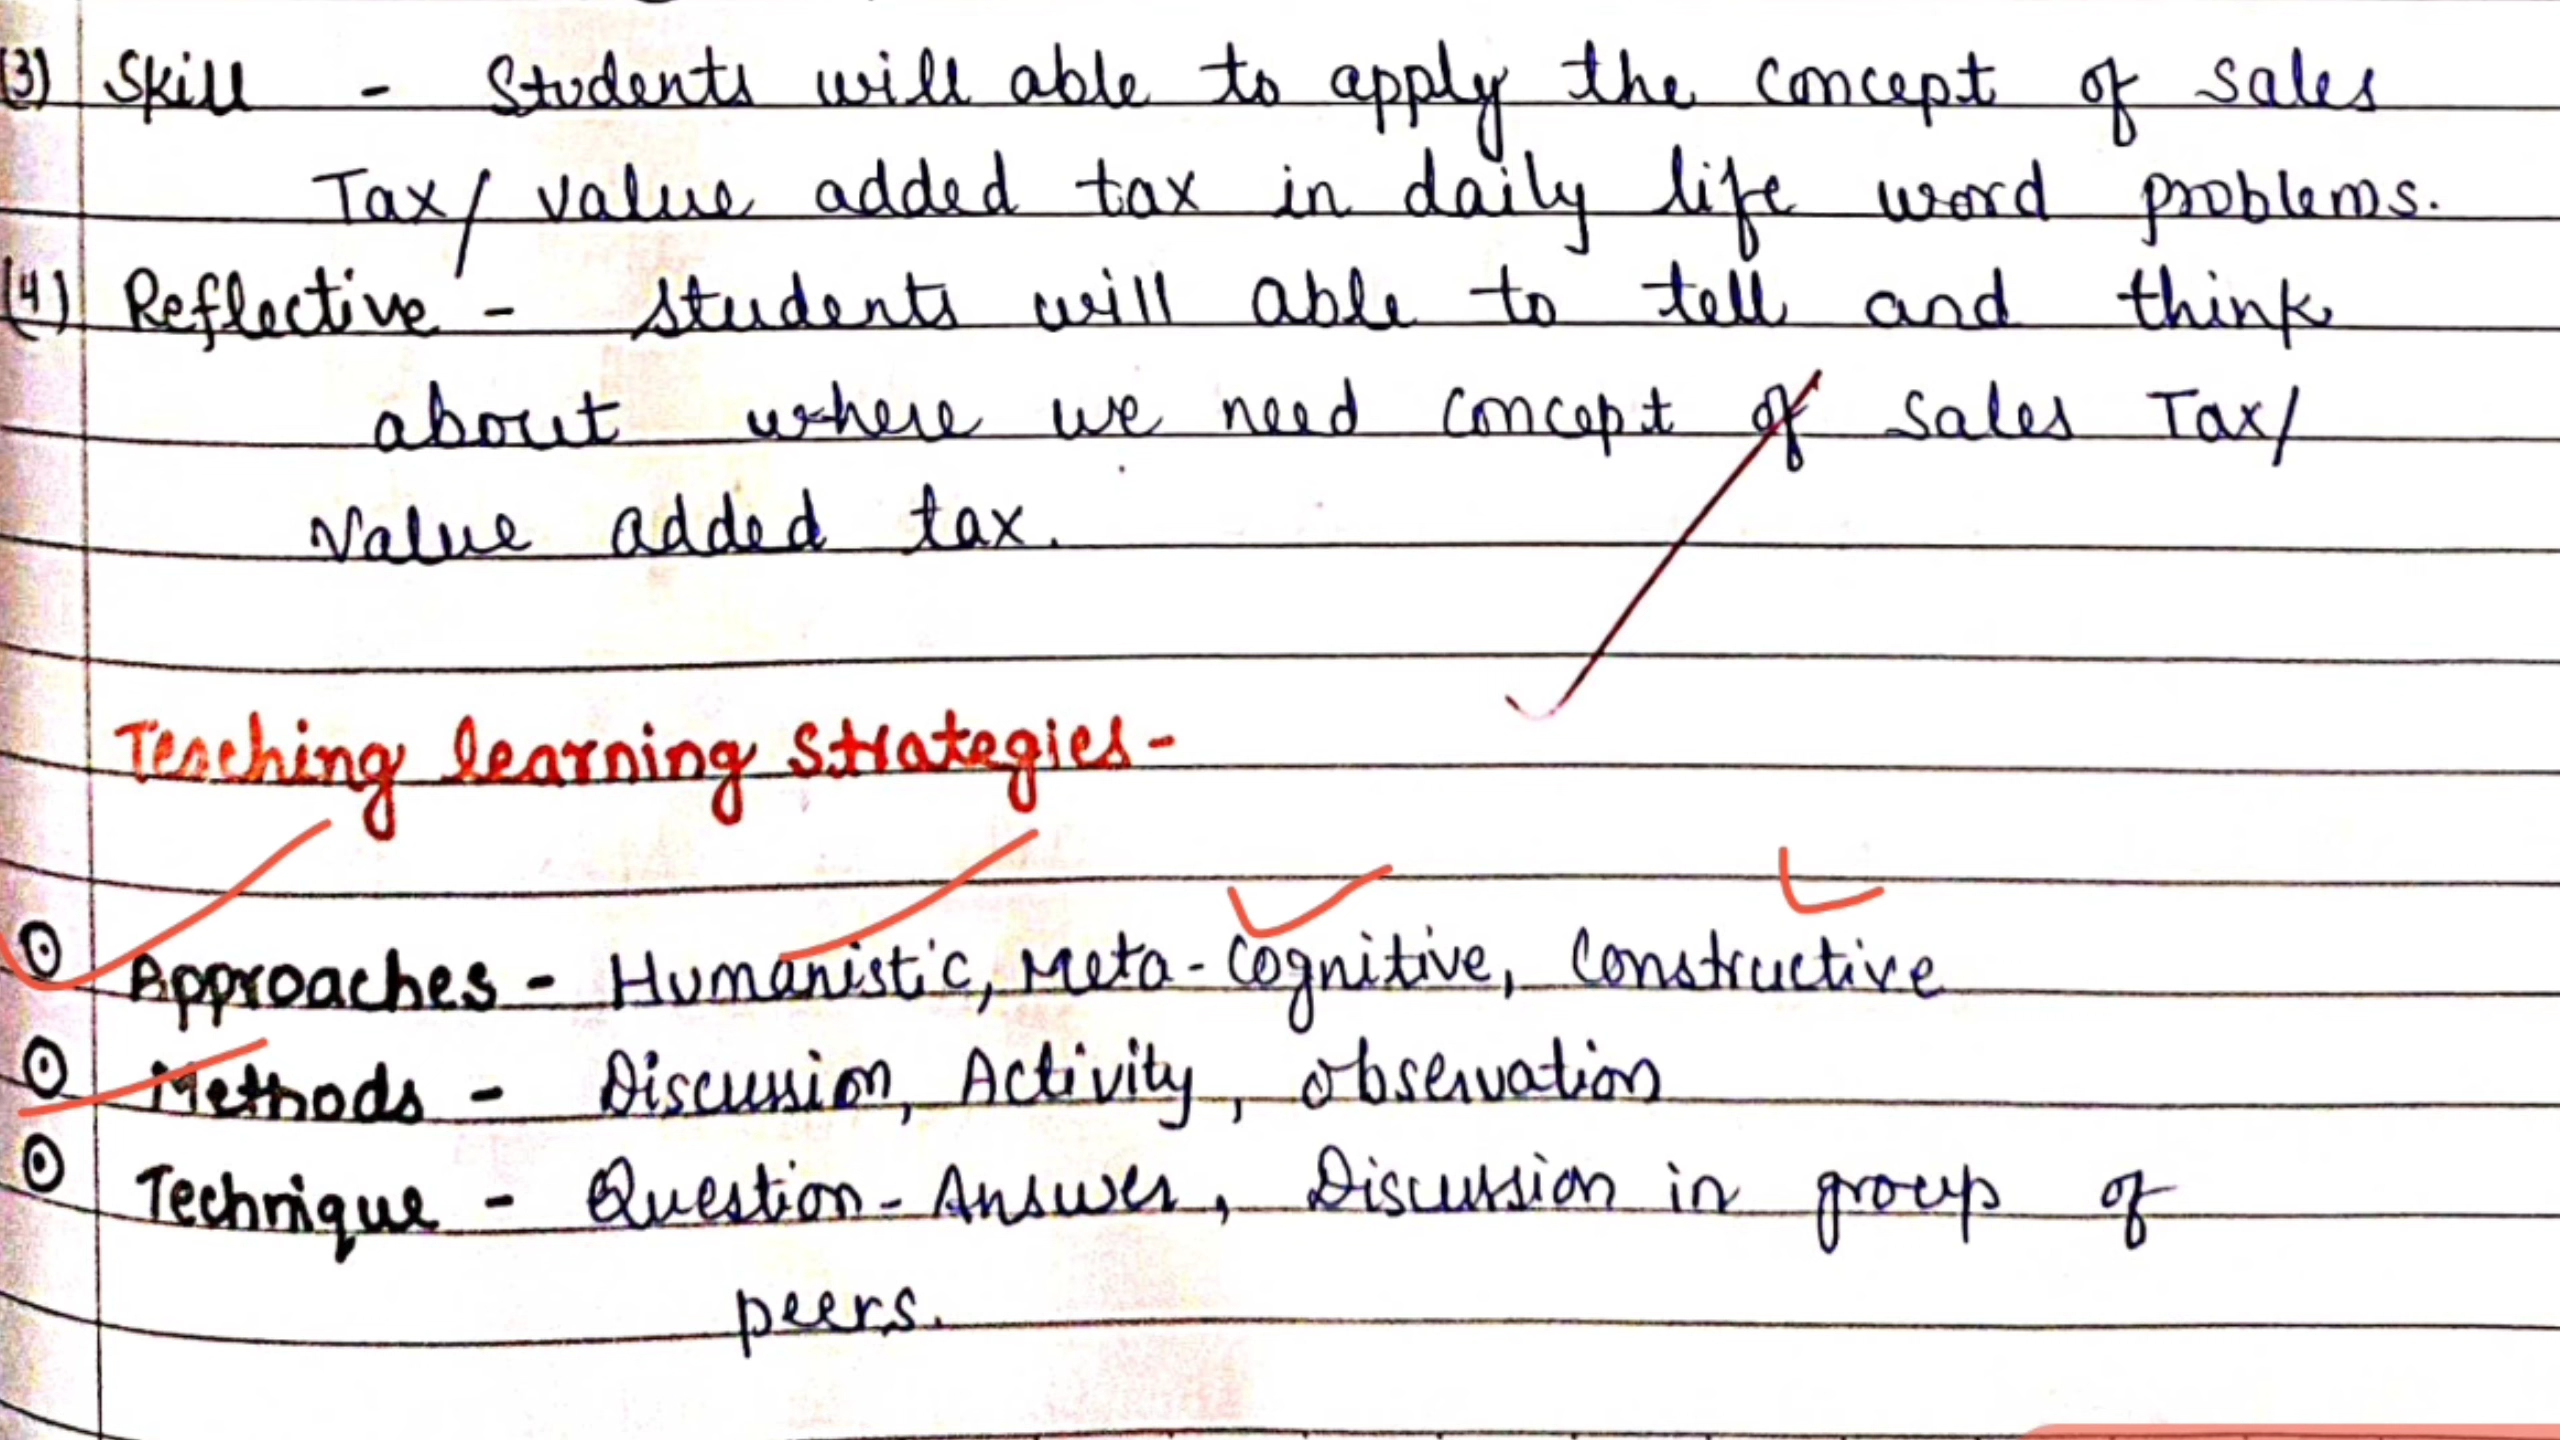 (3) Skill - Students will able to apply the concept of sales
Tax/ value added tax in daily life word problems.
(4) Reflective - students will able to tell and think
about where we need concept of sales Tax/
Value added tax.
Teaching learning strategies -
Approaches - Humanistic, Meta-Cognitive, Constructive
Methods - Discussion, Activity, observation
Technique - Question-Answer, Discussion in group of
peers.